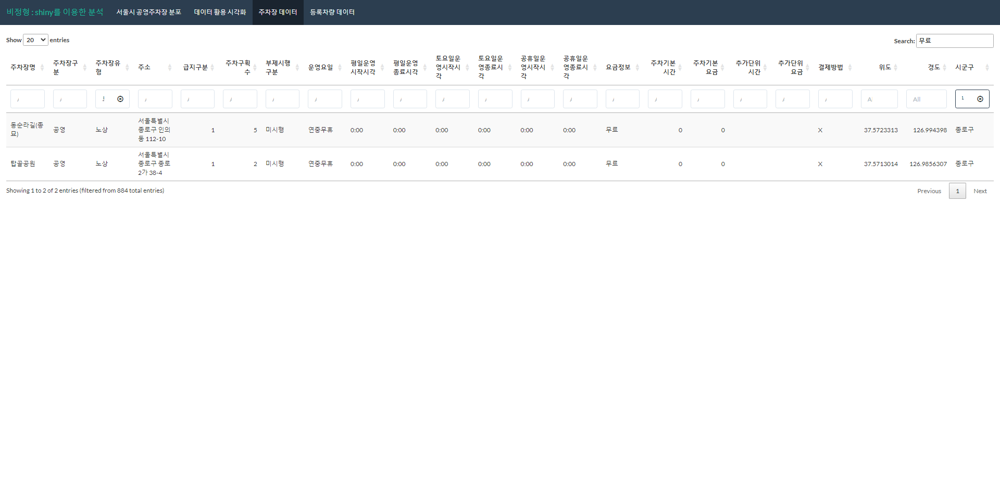 비정형 : shiny를 이용한 분석 서울시 공영주차장 분포 데이터 활용 시각화 주차장 데이터 등록차량 데이터
Show 20 entries Search: 무료
주차장명 주차장구분 주차장유형 주소 급지구분 주차구획수 부제시행구분 운영요일 평일운영시작시각 평일운영종료시각 토요일운영시작시각 토요일운영종료시각 공휴일운영시작시각 공휴일운영종료시각 요금정보 주차기본시간 주차기본요금 추가단위시간 추가단위요금 결제방법 위도 경도 시군구
All
동순라길(종묘) 공영 노상 서울특별시 종로구 인의동 112-10 1 5 미시행 연중무휴 0:00 0:00 0:00 0:00 0:00 0:00 무료 0 0 X 37.5723313 126.994398 종로구
탑골공원 공영 노상 서울특별시 종로구 종로2가 38-4 1 2 미시행 연중무휴 0:00 0:00 0:00 0:00 0:00 0:00 무료 0 0 X 37.5713014 126.9856307 종로구
Showing 1 to 2 of 2 entries (filtered from 884 total entries) Previous 1 Next